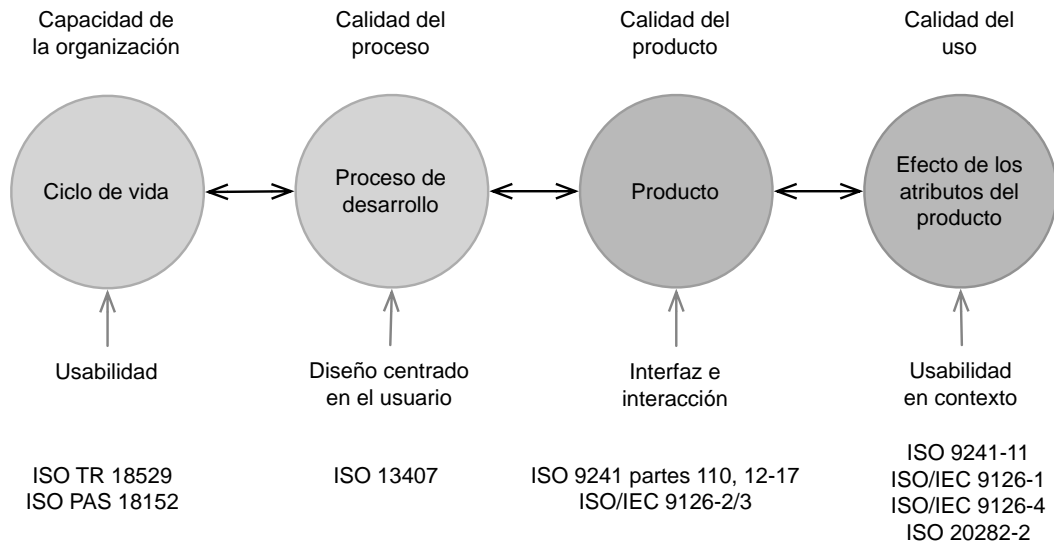 Capacidad de
la organización
Calidad del
proceso
Calidad del
producto
Calidad del
uso
Ciclo de vida
Proceso de
desarrollo
Producto
Efecto de los
atributos del
producto
Usabilidad
Diseño centrado
en el usuario
Interfaz e
interacción
Usabilidad
en contexto
ISO TR 18529
ISO PAS 18152
ISO 13407
ISO 9241 partes 110, 12-17
ISO/IEC 9126-2/3
ISO 9241-11
ISO/IEC 9126-1
ISO/IEC 9126-4
ISO 20282-2